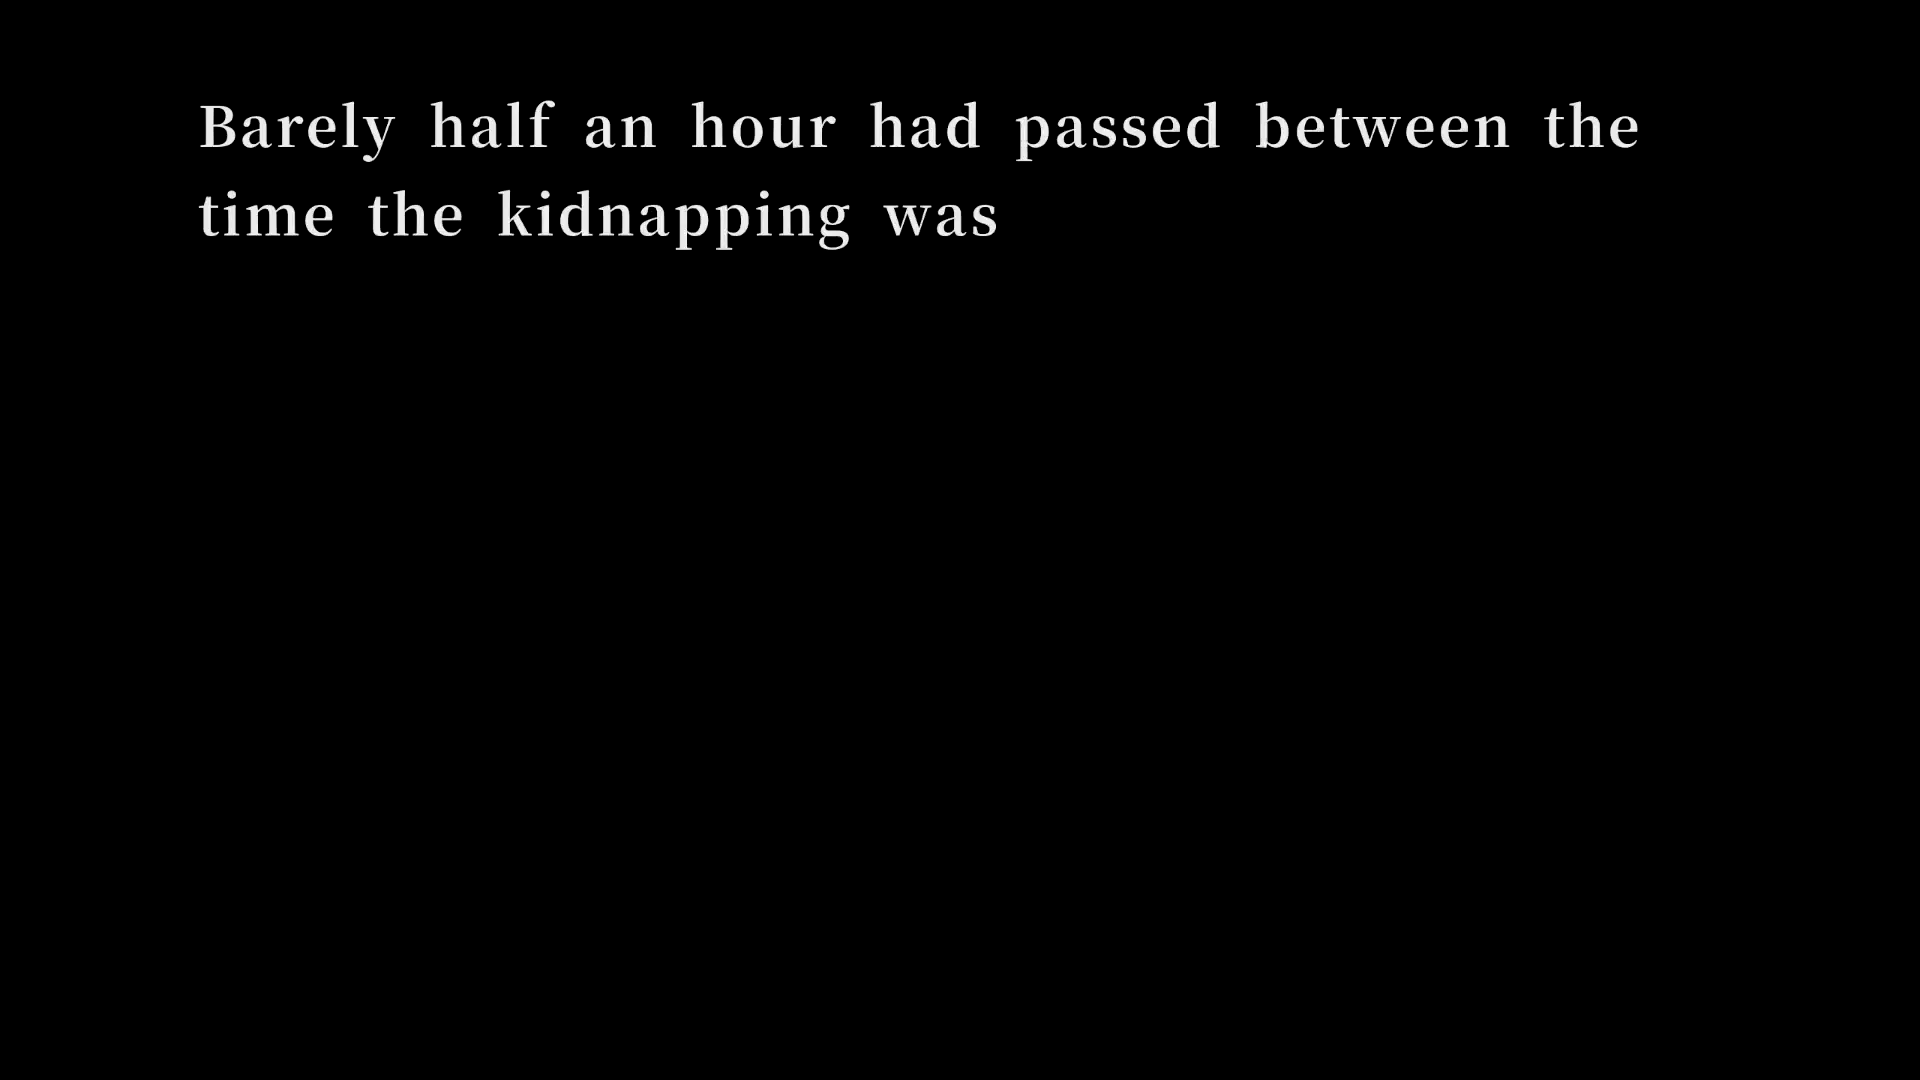 Barely half an hour had passed between the
time the kidnapping was